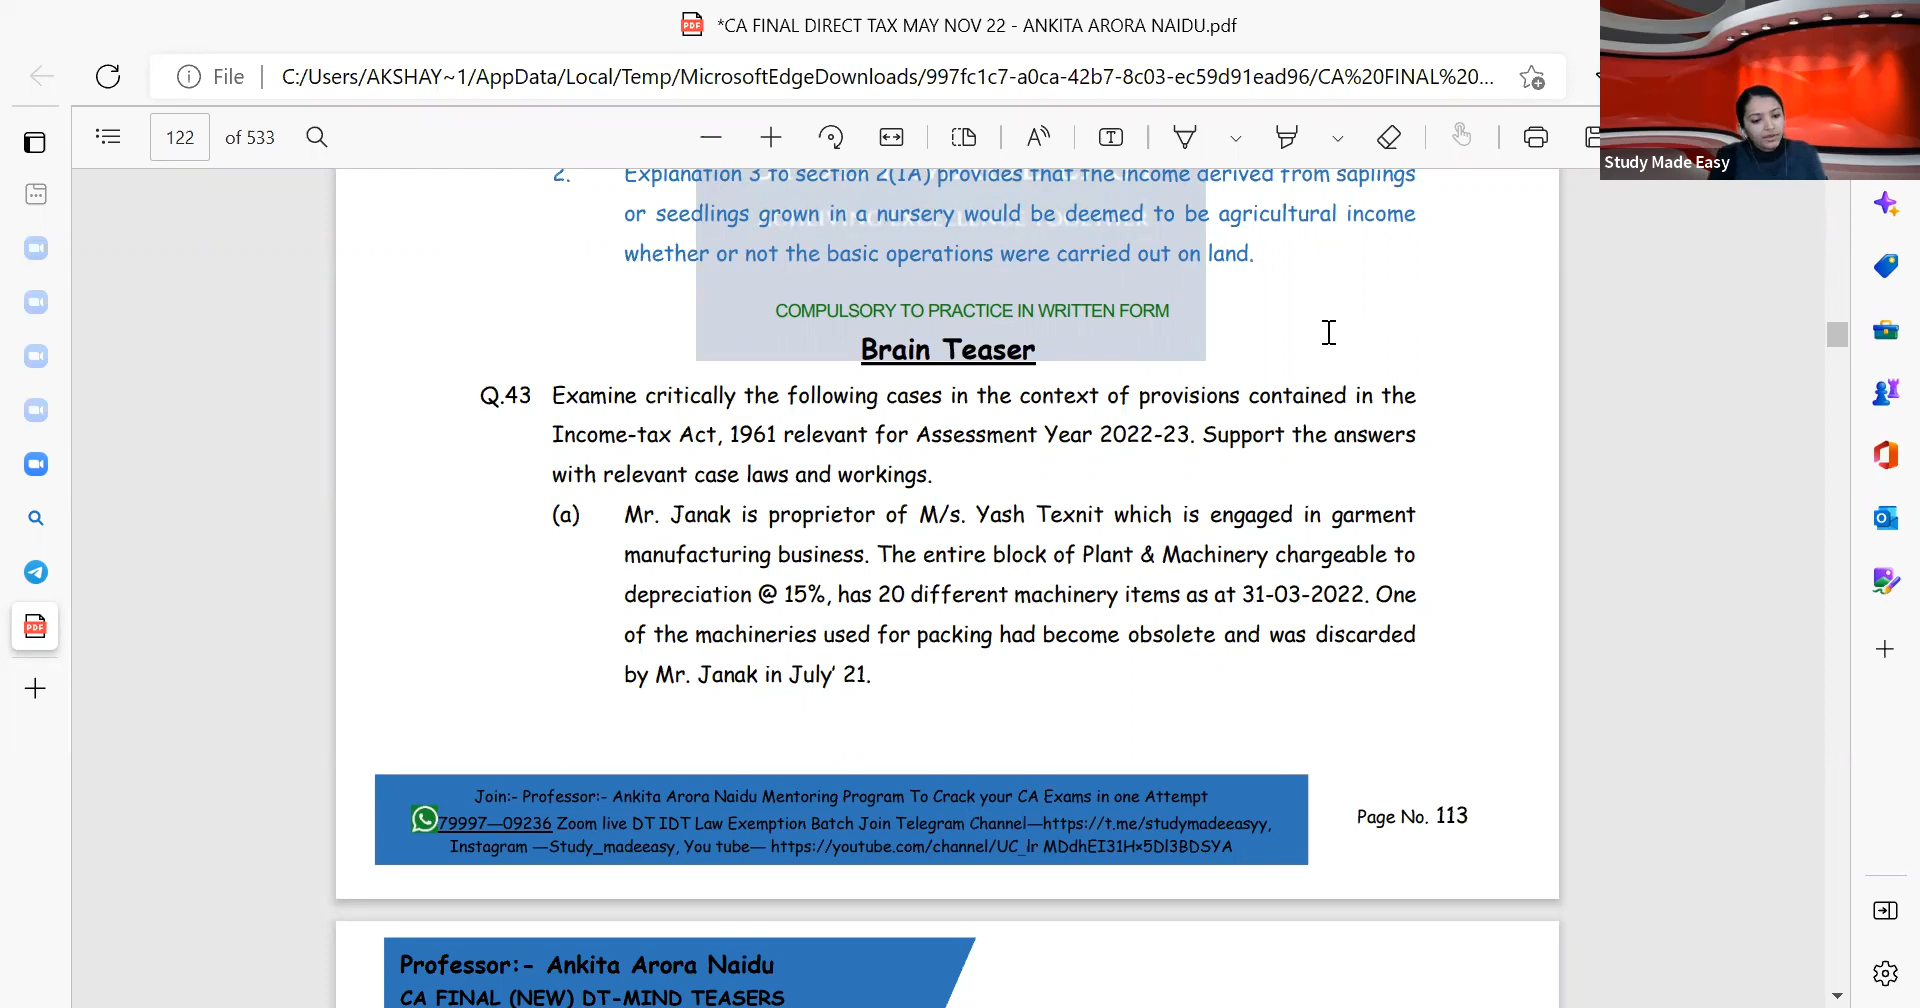 *CA FINAL DIRECT TAX MAY NOV 22 - ANKITA ARORA NAIDU.pdf
File
C:/Users/AKSHAY~1/AppData/Local/Temp/MicrosoftEdgeDownloads/997fc1c7-a0ca-42b7-8c03-ec59d91ead96/CA%20FINAL%20...
122 of 533
Study Made Easy
2. Explanation 3 to section 2(1A) provides that the income derived from saplings
or seedlings grown in a nursery would be deemed to be agricultural income
whether or not the basic operations were carried out on land.
COMPULSORY TO PRACTICE IN WRITTEN FORM
Brain Teaser
Q.43 Examine critically the following cases in the context of provisions contained in the
Income-tax Act, 1961 relevant for Assessment Year 2022-23. Support the answers
with relevant case laws and workings.
(a) Mr. Janak is proprietor of M/s. Yash Texnit which is engaged in garment
manufacturing business. The entire block of Plant & Machinery chargeable to
depreciation @ 15%, has 20 different machinery items as at 31-03-2022. One
of the machineries used for packing had become obsolete and was discarded
by Mr. Janak in July' 21.
Join:- Professor:- Ankita Arora Naidu Mentoring Program To Crack your CA Exams in one Attempt
79997—09236 Zoom live DT IDT Law Exemption Batch Join Telegram Channel—https://t.me/studymadeeasyy,
Instagram —Study_madeeasy, You tube— https://youtube.com/channel/UC_lr MDdhEI31H×5Dl3BDSYA
Page No. 113
Professor:- Ankita Arora Naidu
CA FINAL (NEW) DT-MIND TEASERS